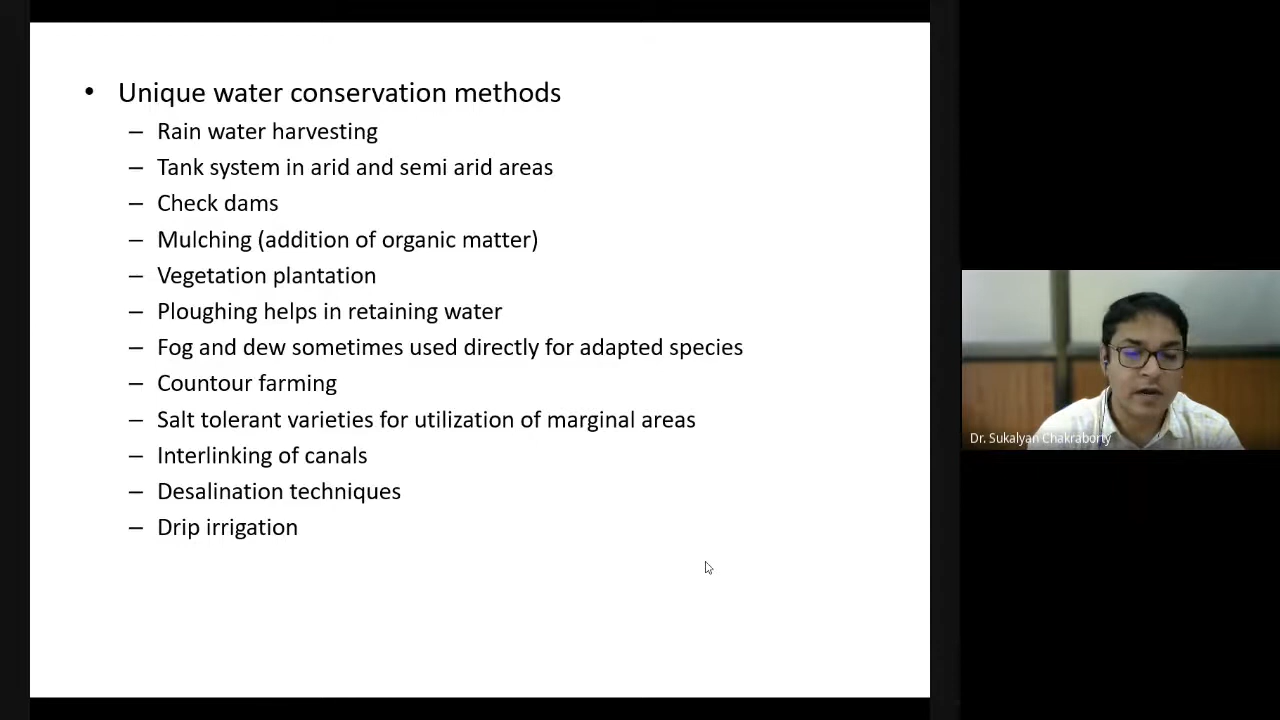 • Unique water conservation methods
– Rain water harvesting
– Tank system in arid and semi arid areas
– Check dams
– Mulching (addition of organic matter)
– Vegetation plantation
– Ploughing helps in retaining water
– Fog and dew sometimes used directly for adapted species
– Countour farming
– Salt tolerant varieties for utilization of marginal areas
– Interlinking of canals
– Desalination techniques
– Drip irrigation
Dr. Sukalyan Chakraborty